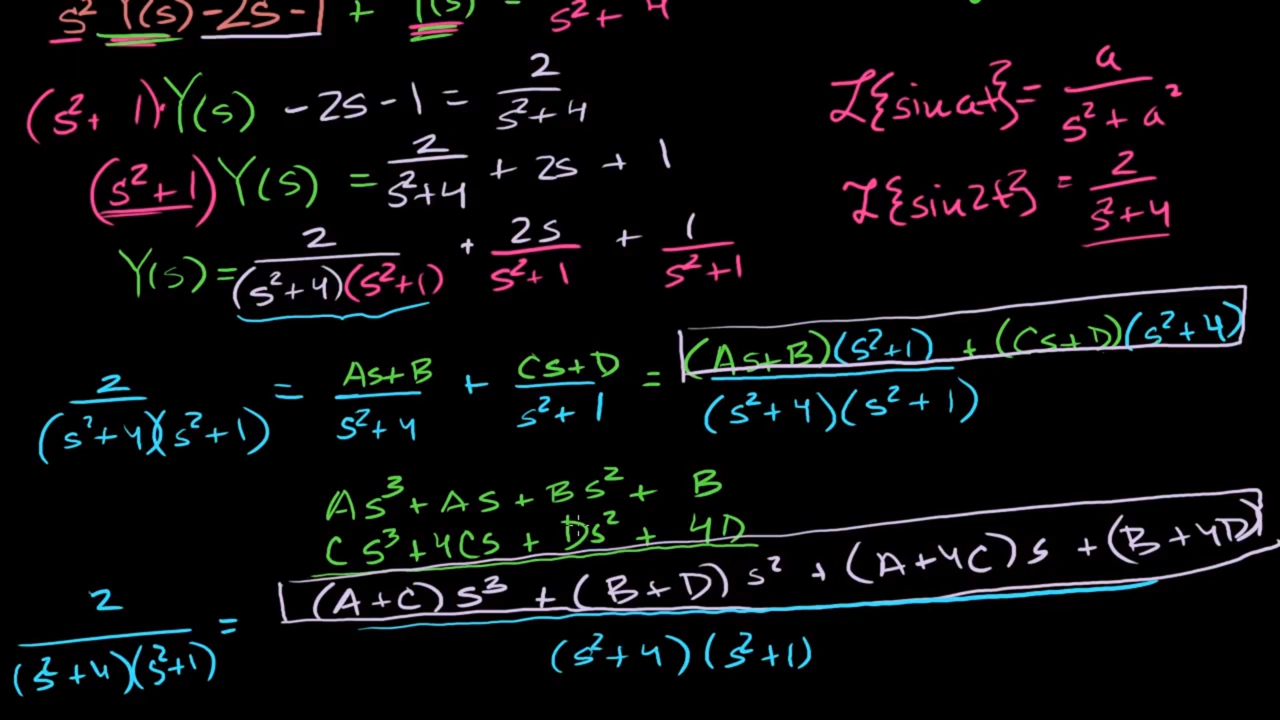 s² Y(s) - 2s - 1 + Y(s) = 2/(s² + 4)
(s² + 1)·Y(s) - 2s - 1 = 2/(s² + 4)
L{sin at} = a/(s² + a²)
(s² + 1) Y(s) = 2/(s² + 4) + 2s + 1
L{sin 2t} = 2/(s² + 4)
Y(s) = 2/((s² + 4)(s² + 1)) + 2s/(s² + 1) + 1/(s² + 1)
2/((s² + 4)(s² + 1)) = (As + B)/(s² + 4) + (Cs + D)/(s² + 1) = ((As + B)(s² + 1) + (Cs + D)(s² + 4))/((s² + 4)(s² + 1))
As³ + As + Bs² + B
Cs³ + 4Cs + Ds² + 4D
2/((s² + 4)(s² + 1)) = ((A + C)s³ + (B + D)s² + (A + 4C)s + (B + 4D))/((s² + 4)(s² + 1))